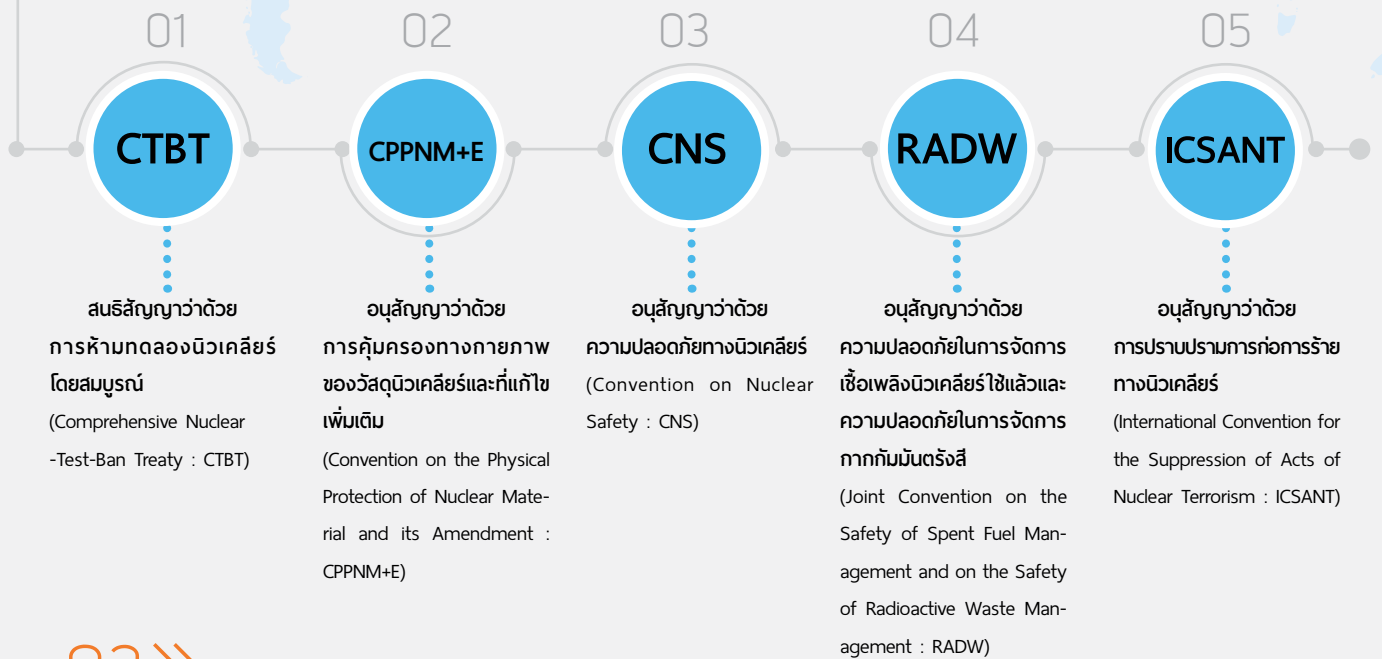 01
CTBT
สนธิสัญญาว่าด้วย
การห้ามทดลองนิวเคลียร์
โดยสมบูรณ์
(Comprehensive Nuclear
-Test-Ban Treaty : CTBT)
02
CPPNM+E
อนุสัญญาว่าด้วย
การคุ้มครองทางกายภาพ
ของวัสดุนิวเคลียร์และที่แก้ไข
เพิ่มเติม
(Convention on the Physical
Protection of Nuclear Mate-
rial and its Amendment :
CPPNM+E)
03
CNS
อนุสัญญาว่าด้วย
ความปลอดภัยทางนิวเคลียร์
(Convention on Nuclear
Safety : CNS)
04
RADW
อนุสัญญาว่าด้วย
ความปลอดภัยในการจัดการ
เชื้อเพลิงนิวเคลียร์ใช้แล้วและ
ความปลอดภัยในการจัดการ
กากกัมมันตรังสี
(Joint Convention on the
Safety of Spent Fuel Man-
agement and on the Safety
of Radioactive Waste Man-
agement : RADW)
05
ICSANT
อนุสัญญาว่าด้วย
การปราบปรามการก่อการร้าย
ทางนิวเคลียร์
(International Convention for
the Suppression of Acts of
Nuclear Terrorism : ICSANT)